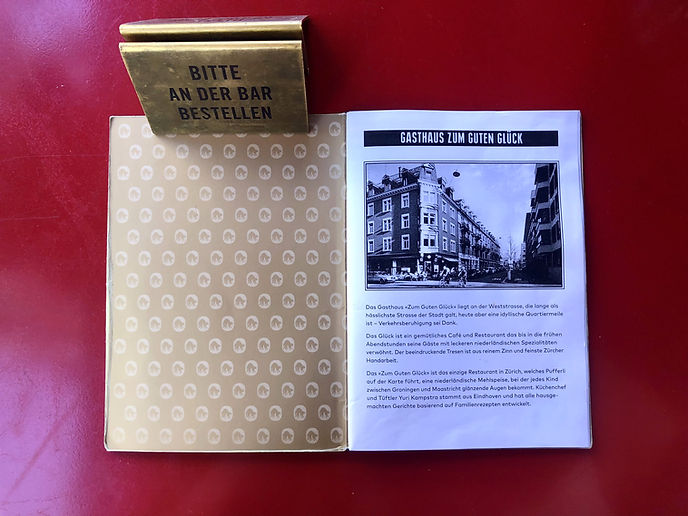 BITTE
AN DER BAR
BESTELLEN
GASTHAUS ZUM GUTEN GLÜCK
Das Gasthaus «Zum Guten Glück» liegt an der Weststrasse, die lange als
hässlichste Strasse der Stadt galt, heute aber eine idyllische Quartiermeile
ist – Verkehrsberuhigung sei Dank.
Das Glück ist ein gemütliches Café und Restaurant das bis in die frühen
Abendstunden seine Gäste mit leckeren niederländischen Spezialitäten
verwöhnt. Der beeindruckende Tresen ist aus reinem Zinn und feinste Zürcher
Handarbeit.
Das «Zum Guten Glück» ist das einzige Restaurant in Zürich, welches Pufferli
auf der Karte führt, eine niederländische Mehlspeise, bei der jedes Kind
zwischen Groningen und Maastricht glänzende Augen bekommt. Küchenchef
und Tüftler Yuri Kampstra stammt aus Eindhoven und hat alle hausge-
machten Gerichte basierend auf Familienrezepten entwickelt.